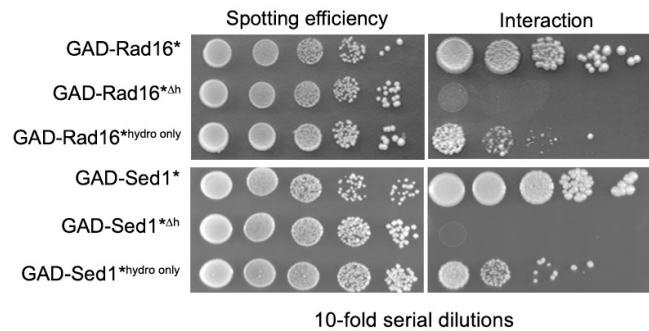 Spotting efficiency Interaction
GAD-Rad16*
GAD-Rad16*Δh
GAD-Rad16*hydro only
GAD-Sed1*
GAD-Sed1*Δh
GAD-Sed1*hydro only
10-fold serial dilutions